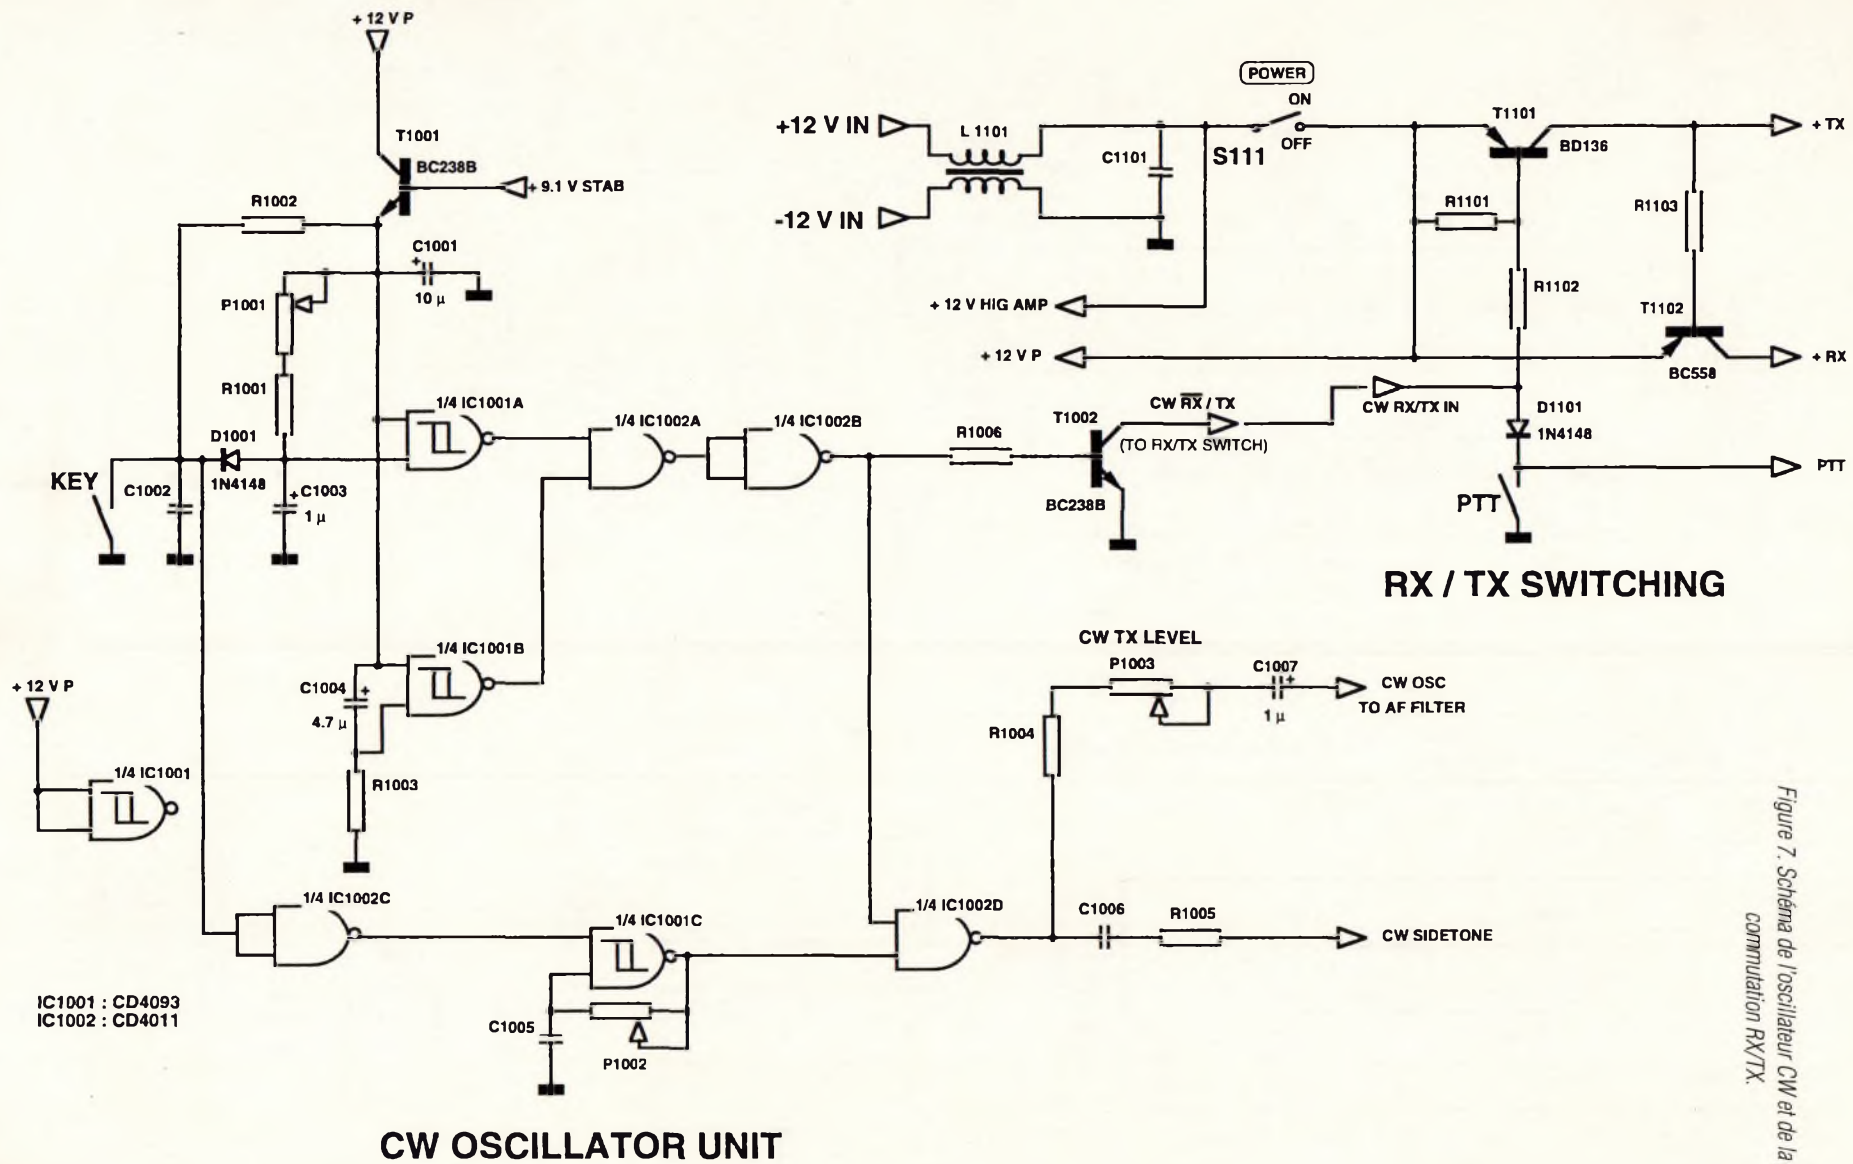 + 12 V P
T1001
BC238B
+ 9.1 V STAB
R1002
C1001
+
10 µ
P1001
R1001
D1001
1N4148
KEY
C1002
+
C1003
1 µ
1/4 IC1001A
1/4 IC1002A
1/4 IC1002B
R1006
T1002
BC238B
CW R̅X̅ / TX
(TO RX/TX SWITCH)
POWER
ON
OFF
S111
+12 V IN
-12 V IN
L 1101
C1101
+ 12 V HIG AMP
+ 12 V P
T1101
BD136
+ TX
R1101
R1103
R1102
T1102
BC558
+ RX
CW RX/TX IN
D1101
1N4148
PTT
PTT
RX / TX SWITCHING
1/4 IC1001B
C1004
+
4.7 µ
R1003
+ 12 V P
1/4 IC1001
CW TX LEVEL
P1003
C1007
+
1 µ
CW OSC
TO AF FILTER
R1004
1/4 IC1002C
1/4 IC1001C
1/4 IC1002D
C1006
R1005
CW SIDETONE
C1005
P1002
IC1001 : CD4093
IC1002 : CD4011
CW OSCILLATOR UNIT
Figure 7. Schéma de l'oscillateur CW et de la
commutation RX/TX.